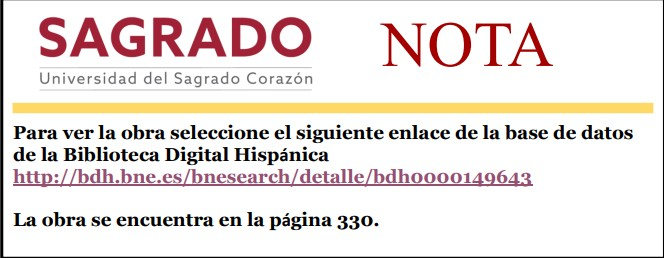 SAGRADO
Universidad del Sagrado Corazón
NOTA
Para ver la obra seleccione el siguiente enlace de la base de datos
de la Biblioteca Digital Hispánica
http://bdh.bne.es/bnesearch/detalle/bdh0000149643
La obra se encuentra en la página 330.